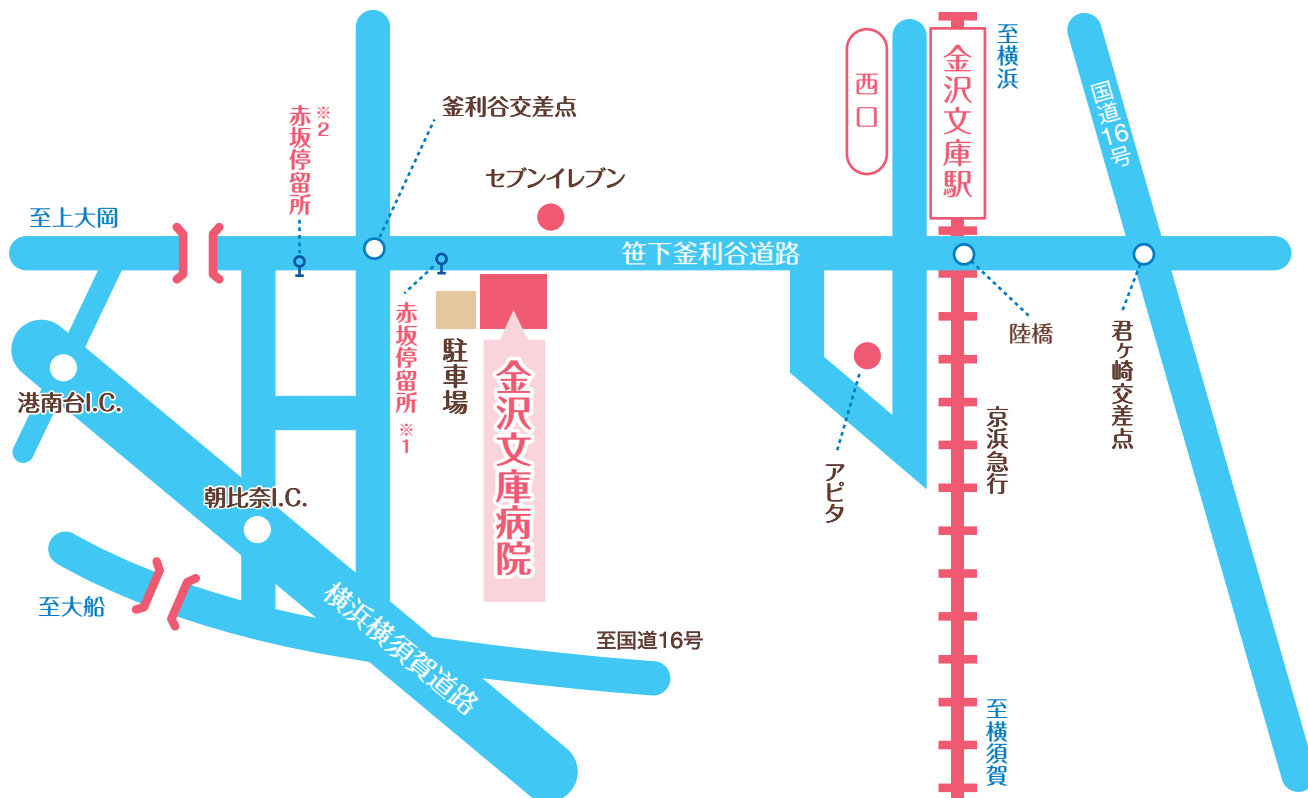 至横浜
金沢文庫駅
西口
国道16号
釜利谷交差点
※2
赤坂停留所
セブンイレブン
至上大岡
笹下釜利谷道路
赤坂停留所 ※1
駐車場
金沢文庫病院
陸橋
君ヶ崎交差点
港南台I.C.
京浜急行
アピタ
朝比奈I.C.
至大船
横浜横須賀道路
至国道16号
至横須賀